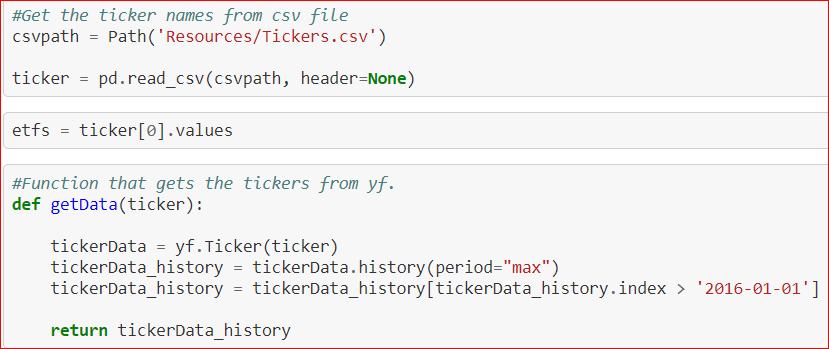 #Get the ticker names from csv file
csvpath = Path('Resources/Tickers.csv')
ticker = pd.read_csv(csvpath, header=None)
etfs = ticker[0].values
#Function that gets the tickers from yf.
def getData(ticker):
    tickerData = yf.Ticker(ticker)
    tickerData_history = tickerData.history(period="max")
    tickerData_history = tickerData_history[tickerData_history.index > '2016-01-01']
    return tickerData_history